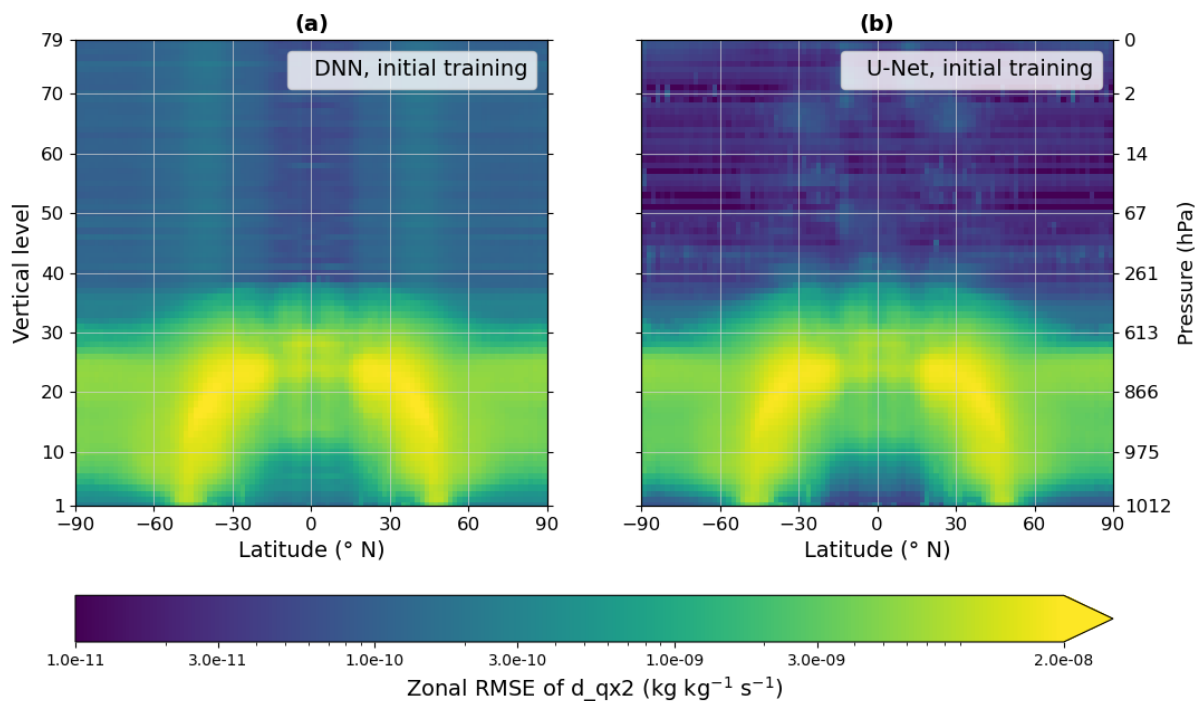 (a)
(b)
DNN, initial training
U-Net, initial training
Vertical level
79
70
60
50
40
30
20
10
1
−90
−60
−30
0
30
60
90
Latitude (° N)
−90
−60
−30
0
30
60
90
Latitude (° N)
0
2
14
67
261
613
866
975
1012
Pressure (hPa)
1.0e-11
3.0e-11
1.0e-10
3.0e-10
1.0e-09
3.0e-09
2.0e-08
Zonal RMSE of d_qx2 (kg kg⁻¹ s⁻¹)